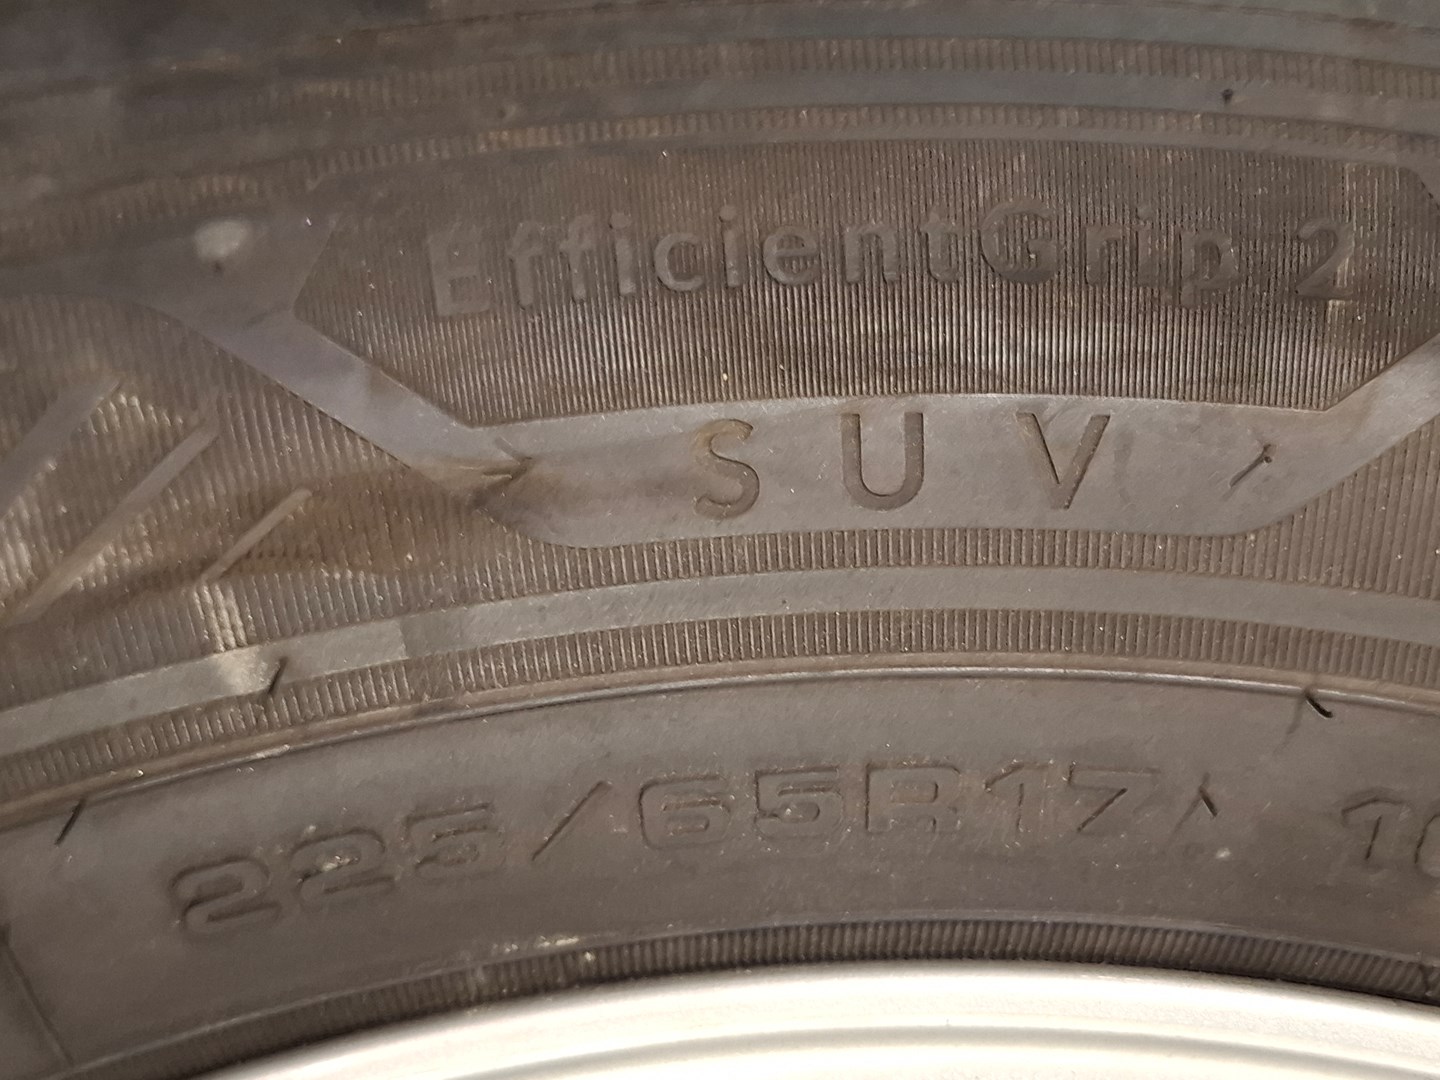 EfficientGrip 2
SUV
225/65R17